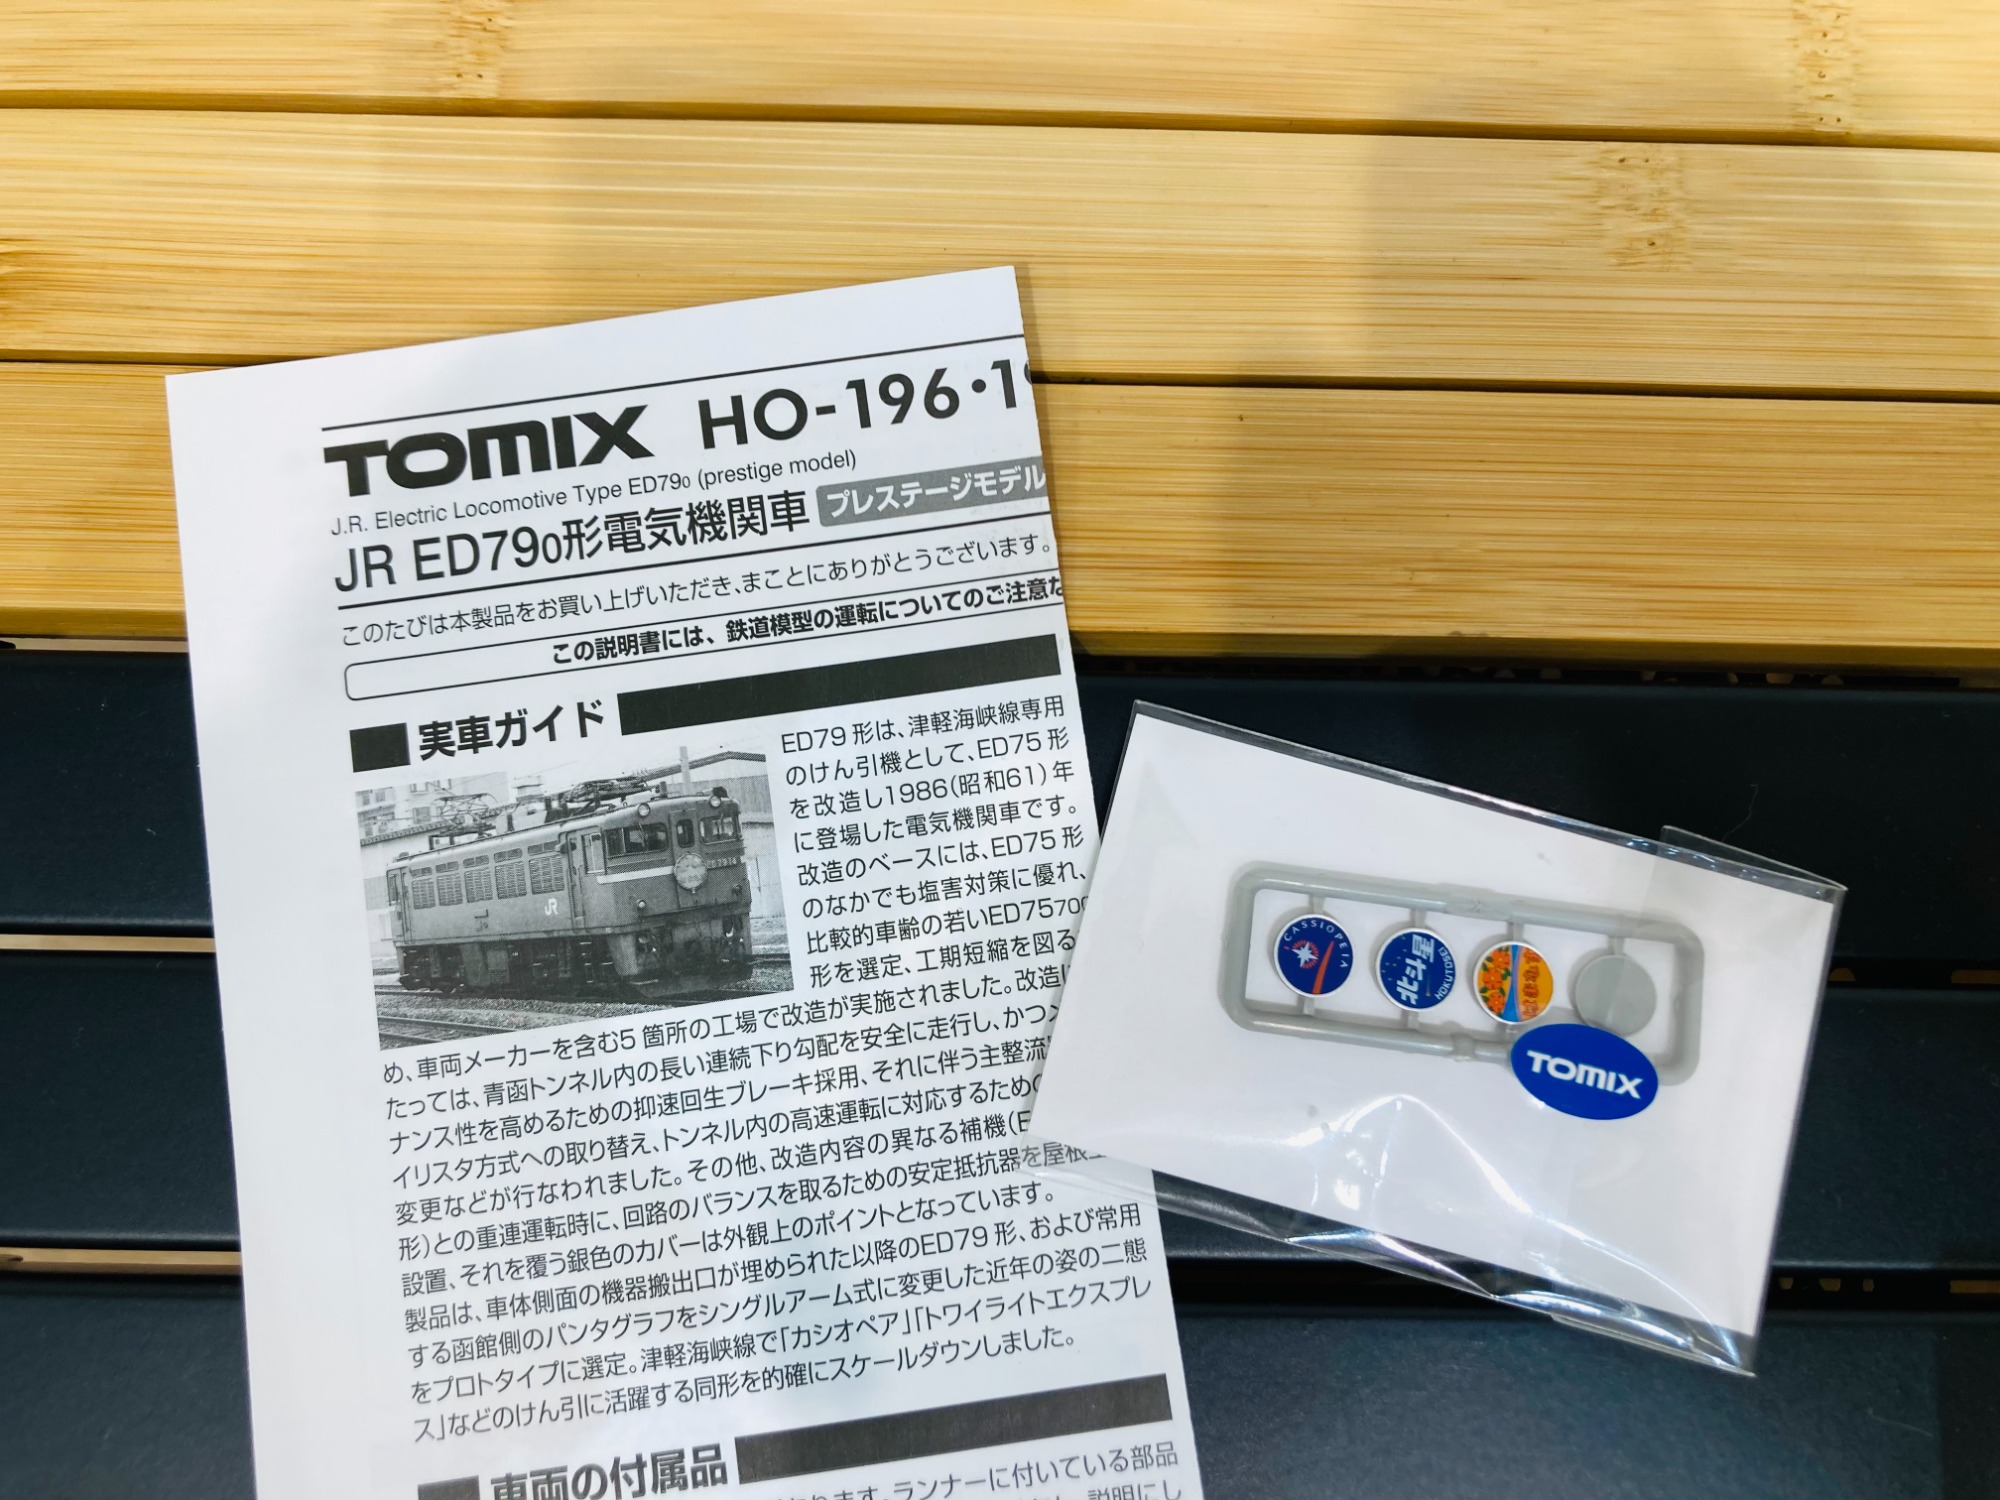 TOMIX HO-196・1
J.R. Electric Locomotive Type ED790 (prestige model)
JR ED790形電気機関車 プレステージモデル
このたびは本製品をお買い上げいただき、まことにありがとうございます。
この説明書には、鉄道模型の運転についてのご注意な
実車ガイド
ED79 形は、津軽海峡線専用
のけん引機として、ED75 形
を改造し1986(昭和61)年
に登場した電気機関車です。
改造のベースには、ED75 形
のなかでも塩害対策に優れ、
比較的車齢の若いED75700
形を選定、工期短縮を図る
め、車両メーカーを含む5 箇所の工場で改造が実施されました。改造に
たっては、青函トンネル内の長い連続下り勾配を安全に走行し、かつメ
ナンス性を高めるための抑速回生ブレーキ採用、それに伴う主整流
イリスタ方式への取り替え、トンネル内の高速運転に対応するための
変更などが行なわれました。その他、改造内容の異なる補機(E
形)との重連運転時に、回路のバランスを取るための安定抵抗器を屋根
設置、それを覆う銀色のカバーは外観上のポイントとなっています。
製品は、車体側面の機器搬出口が埋められた以降のED79 形、および常用
する函館側のパンタグラフをシングルアーム式に変更した近年の姿の二態
をプロトタイプに選定。津軽海峡線で「カシオペア」「トワイライトエクスプレ
ス」などのけん引に活躍する同形を的確にスケールダウンしました。
車両の付属品
ります。ランナーに付いている部品
説明にし
JR
ED79 14
CASSIOPEIA
北斗星
HOKUTOSEI
TOMIX